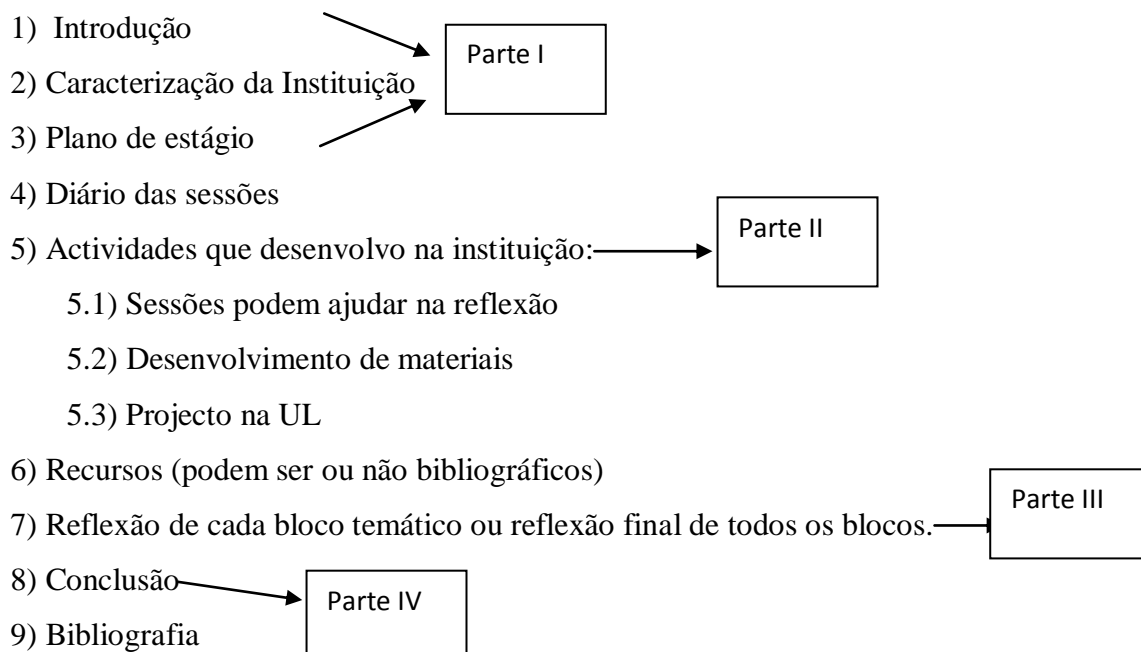 1) Introdução
Parte I
2) Caracterização da Instituição
3) Plano de estágio
4) Diário das sessões
5) Actividades que desenvolvo na instituição:
Parte II
5.1) Sessões podem ajudar na reflexão
5.2) Desenvolvimento de materiais
5.3) Projecto na UL
6) Recursos (podem ser ou não bibliográficos)
7) Reflexão de cada bloco temático ou reflexão final de todos os blocos.
Parte III
8) Conclusão
Parte IV
9) Bibliografia